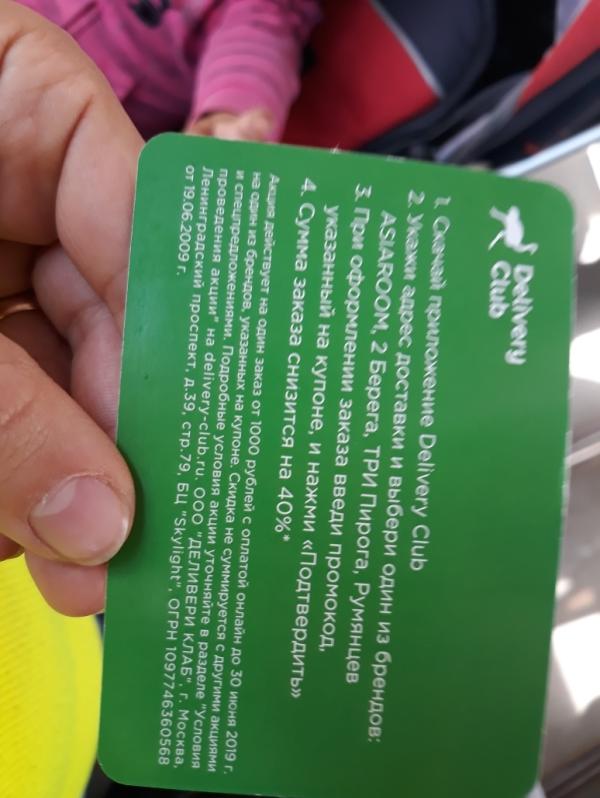 Delivery
Club
1. Скачай приложение Delivery Club
2. Укажи адрес доставки и выбери один из брендов:
ASIAROOM, 2 Берега, ТРИ Пирога, Румянцев
3. При оформлении заказа введи промокод,
указанный на купоне, и нажми «Подтвердить»
4. Сумма заказа снизится на 40%*
Акция действует на один заказ от 1000 рублей с оплатой онлайн до 30 июня 2019 г.
на один из брендов, указанных на купоне. Скидка не суммируется с другими акциями
и спецпредложениями. Подробные условия акции уточняйте в разделе "Условия
проведения акции" на delivery-club.ru. ООО "ДЕЛИВЕРИ КЛАБ", г. Москва,
Ленинградский проспект, д.39, стр.79, БЦ "Skylight", ОГРН 1097746360568
от 19.06.2009 г.